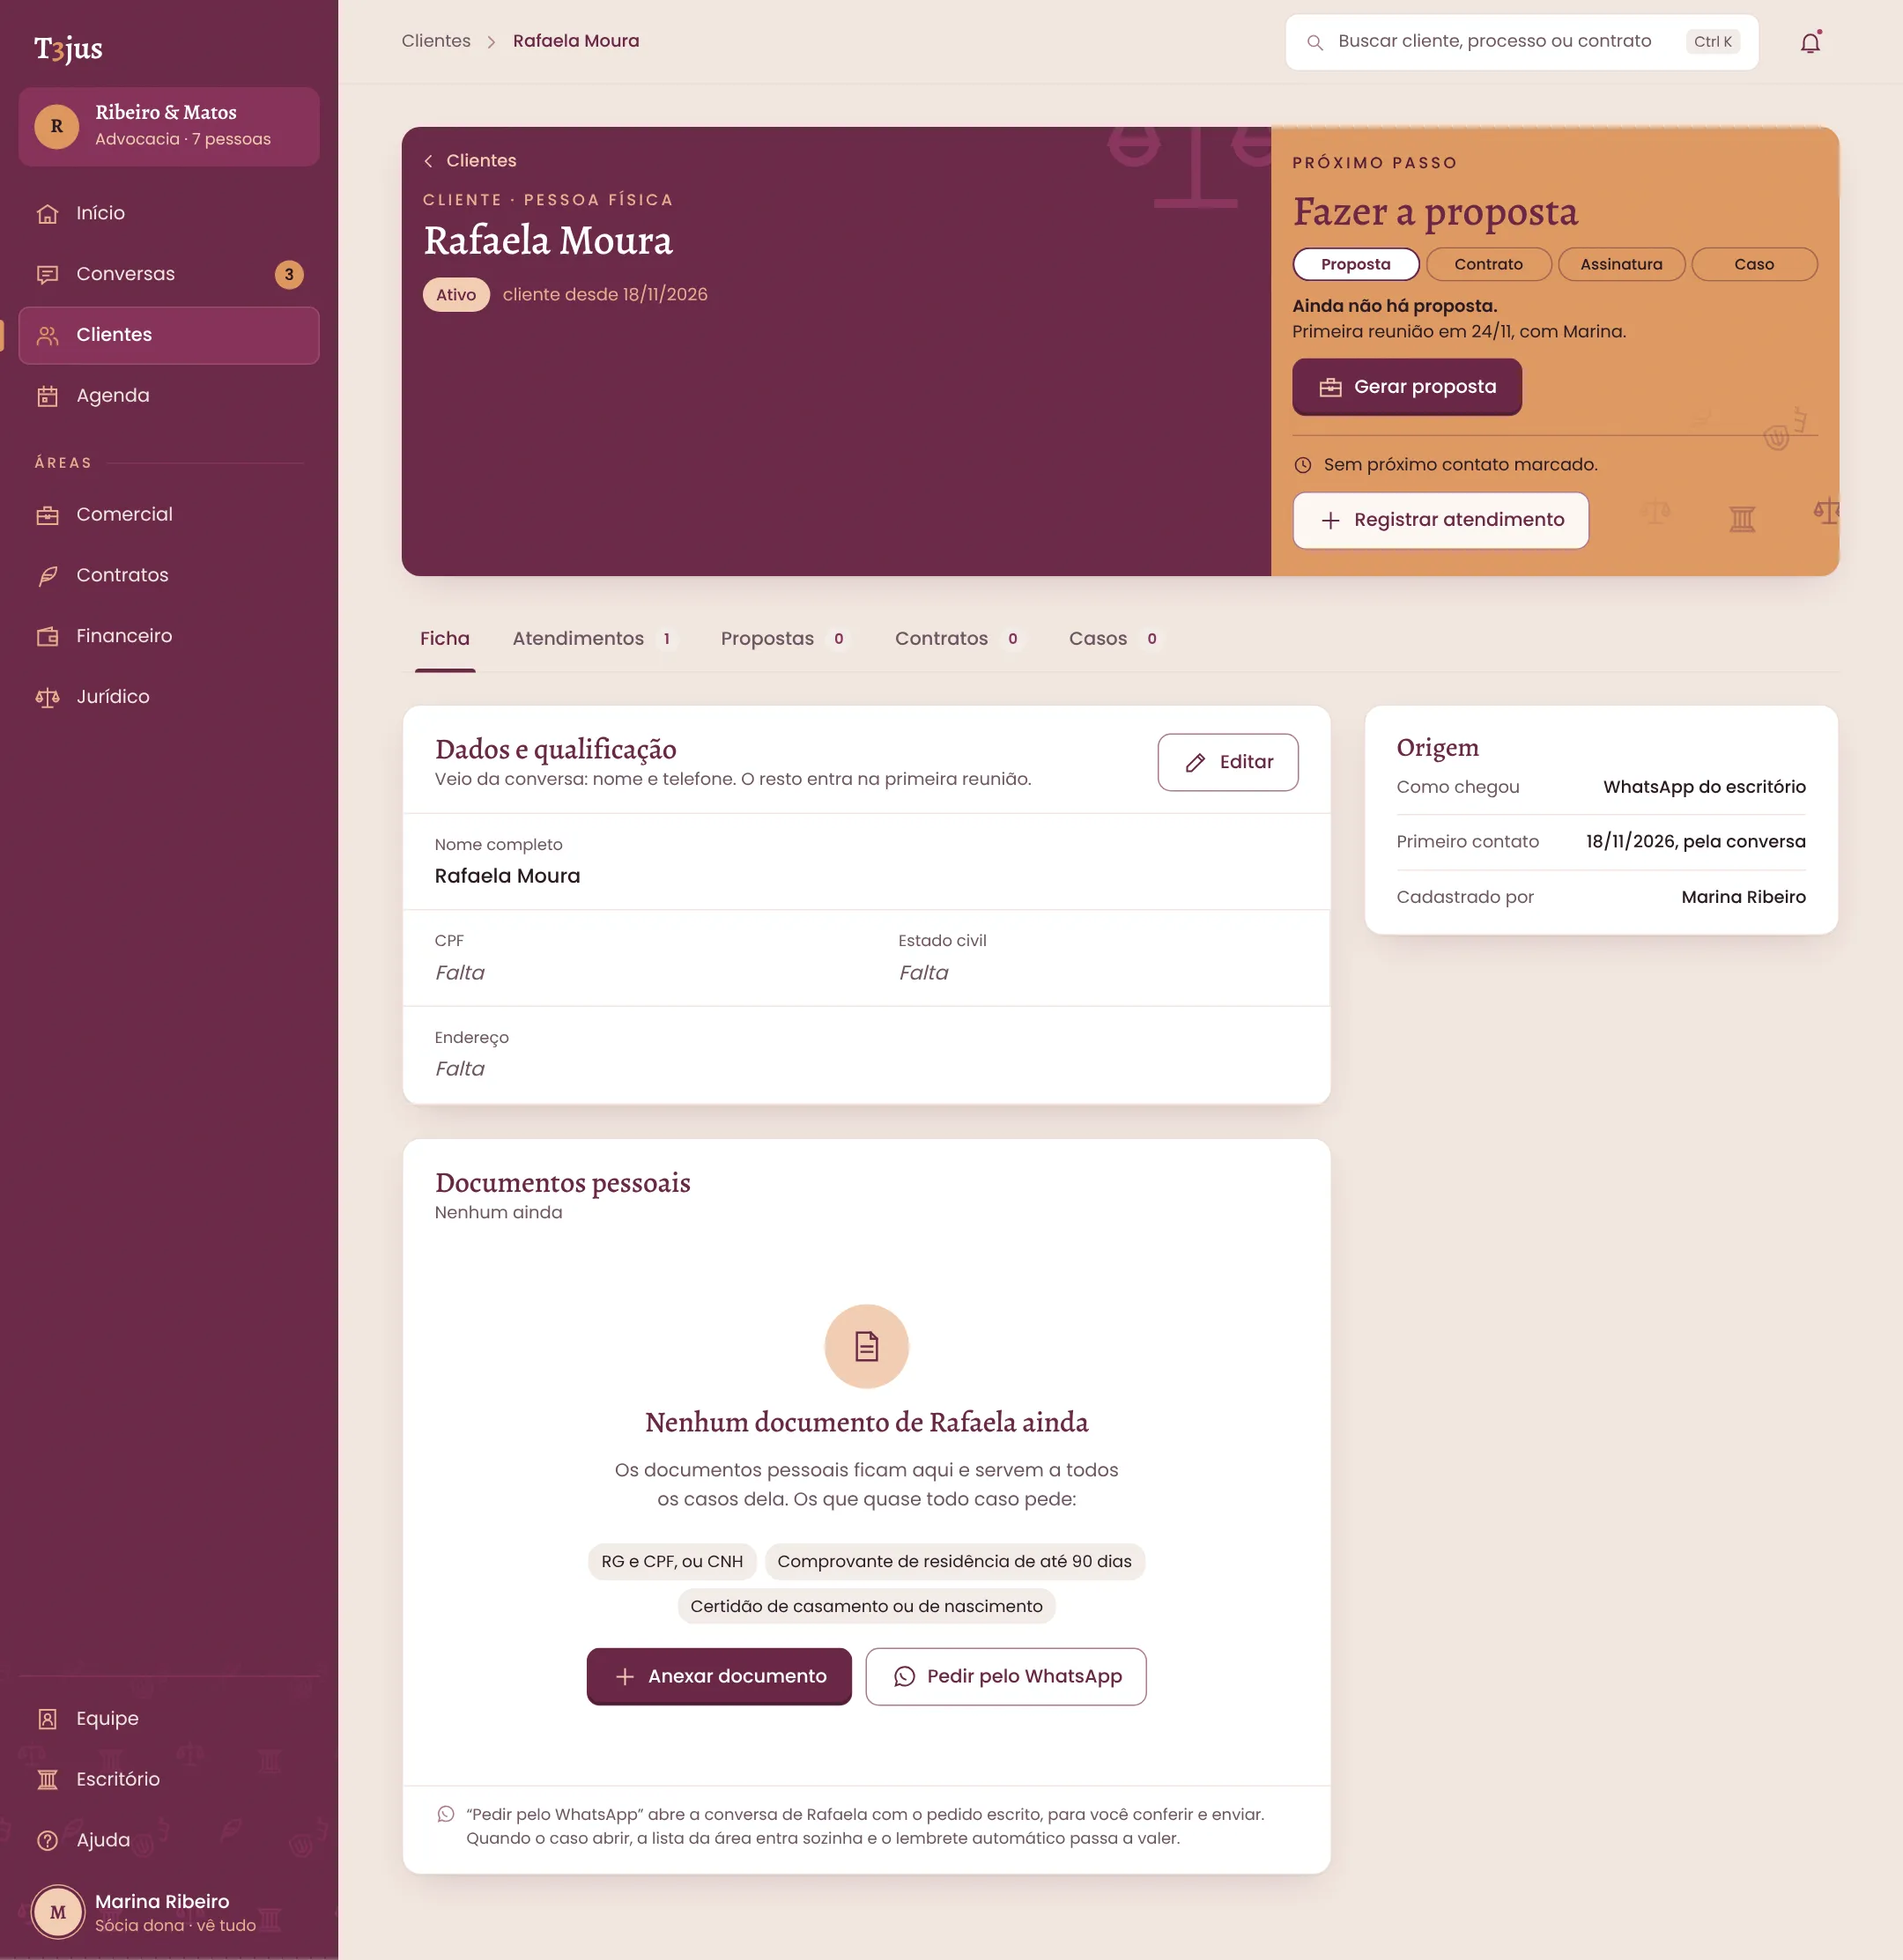 T3jus
R
Ribeiro & Matos
Advocacia · 7 pessoas
Início
Conversas
3
Clientes
Agenda
ÁREAS
Comercial
Contratos
Financeiro
Jurídico
Equipe
Escritório
Ajuda
M
Marina Ribeiro
Sócia dona · vê tudo
Clientes
Rafaela Moura
Buscar cliente, processo ou contrato
Ctrl K
Clientes
CLIENTE · PESSOA FÍSICA
Rafaela Moura
Ativo
cliente desde 18/11/2026
PRÓXIMO PASSO
Fazer a proposta
Proposta
Contrato
Assinatura
Caso
Ainda não há proposta.
Primeira reunião em 24/11, com Marina.
Gerar proposta
Sem próximo contato marcado.
Registrar atendimento
Ficha
Atendimentos 1
Propostas 0
Contratos 0
Casos 0
Dados e qualificação
Veio da conversa: nome e telefone. O resto entra na primeira reunião.
Editar
Nome completo
Rafaela Moura
CPF
Falta
Estado civil
Falta
Endereço
Falta
Origem
Como chegou
WhatsApp do escritório
Primeiro contato
18/11/2026, pela conversa
Cadastrado por
Marina Ribeiro
Documentos pessoais
Nenhum ainda
Nenhum documento de Rafaela ainda
Os documentos pessoais ficam aqui e servem a todos
os casos dela. Os que quase todo caso pede:
RG e CPF, ou CNH
Comprovante de residência de até 90 dias
Certidão de casamento ou de nascimento
Anexar documento
Pedir pelo WhatsApp
“Pedir pelo WhatsApp” abre a conversa de Rafaela com o pedido escrito, para você conferir e enviar.
Quando o caso abrir, a lista da área entra sozinha e o lembrete automático passa a valer.